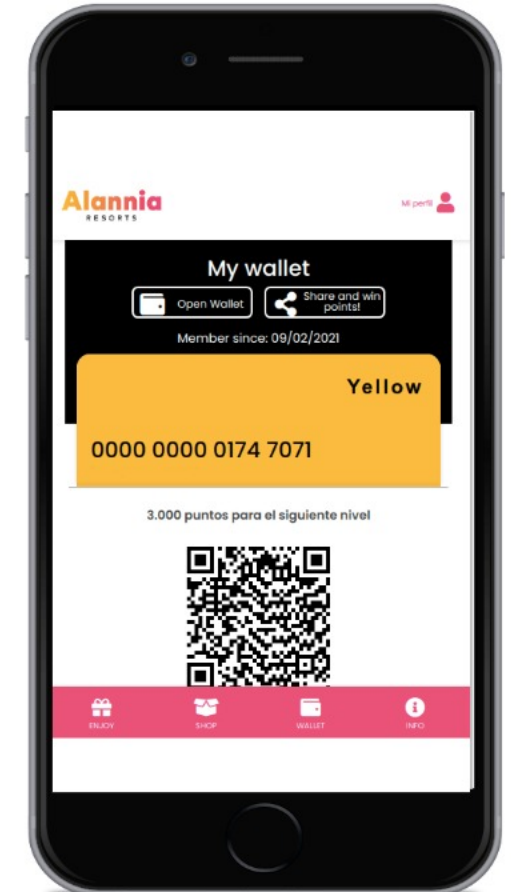 Alannia
RESORTS
Mi perfil
My wallet
Open Wallet
Share and win
points!
Member since: 09/02/2021
Yellow
0000 0000 0174 7071
3.000 puntos para el siguiente nivel
ENJOY
SHOP
WALLET
INFO